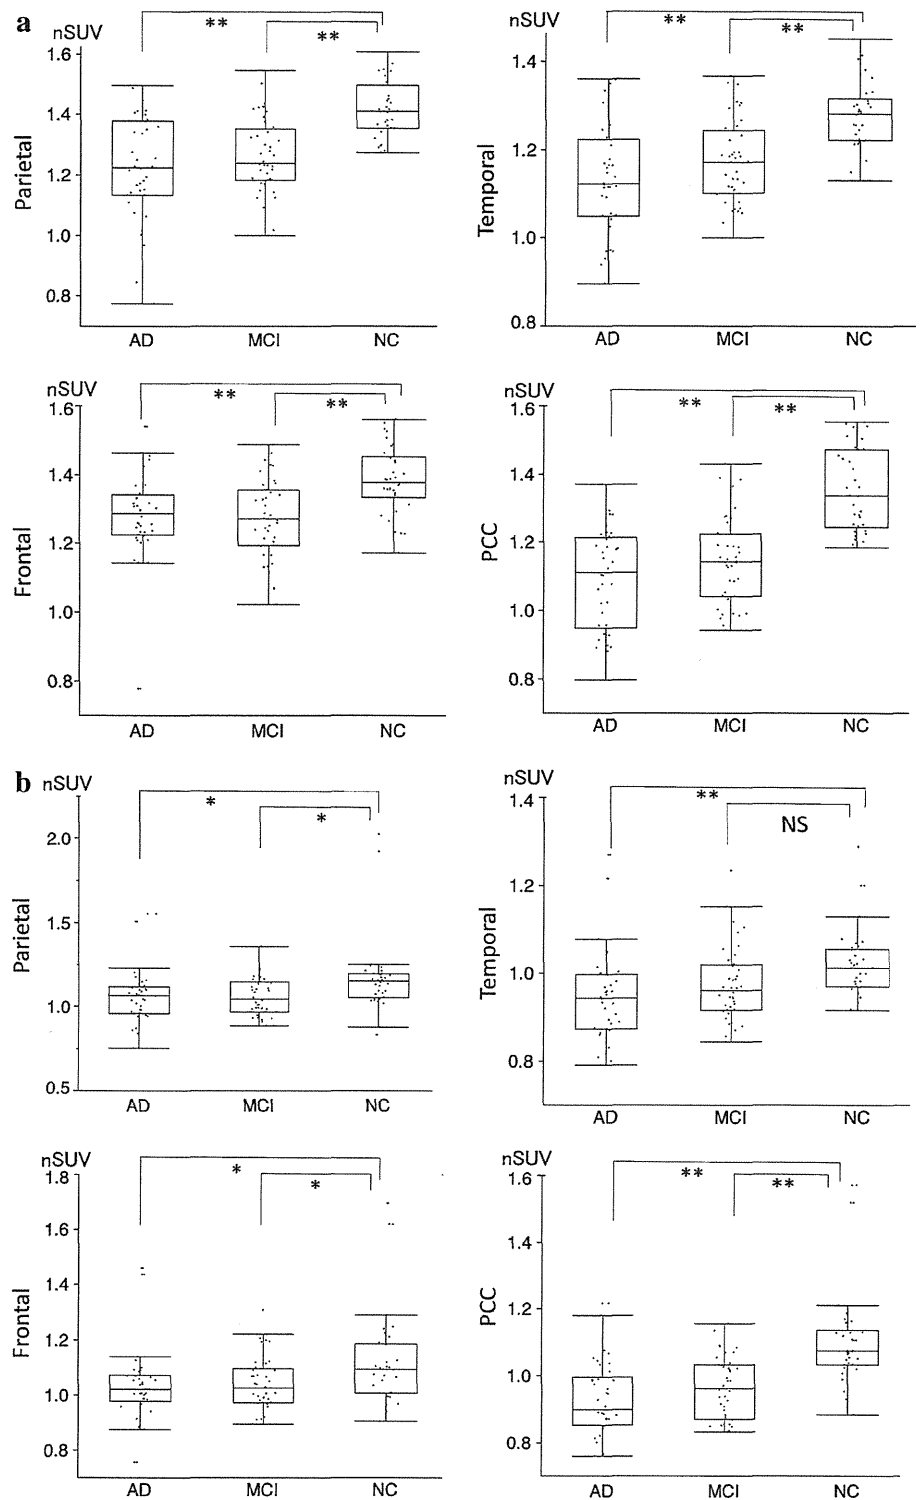 a
nSUV
Parietal
1.6
1.4
1.2
1.0
0.8
**
**
AD MCI NC
nSUV
Temporal
1.4
1.2
1.0
0.8
**
**
AD MCI NC
nSUV
Frontal
1.6
1.4
1.2
1.0
0.8
**
**
AD MCI NC
nSUV
PCC
1.6
1.4
1.2
1.0
0.8
**
**
AD MCI NC
b
nSUV
Parietal
2.0
1.5
1.0
0.5
*
*
AD MCI NC
nSUV
Temporal
1.4
1.2
1.0
0.8
**
NS
AD MCI NC
nSUV
Frontal
1.8
1.6
1.4
1.2
1.0
0.8
*
*
AD MCI NC
nSUV
PCC
1.6
1.4
1.2
1.0
0.8
**
**
AD MCI NC